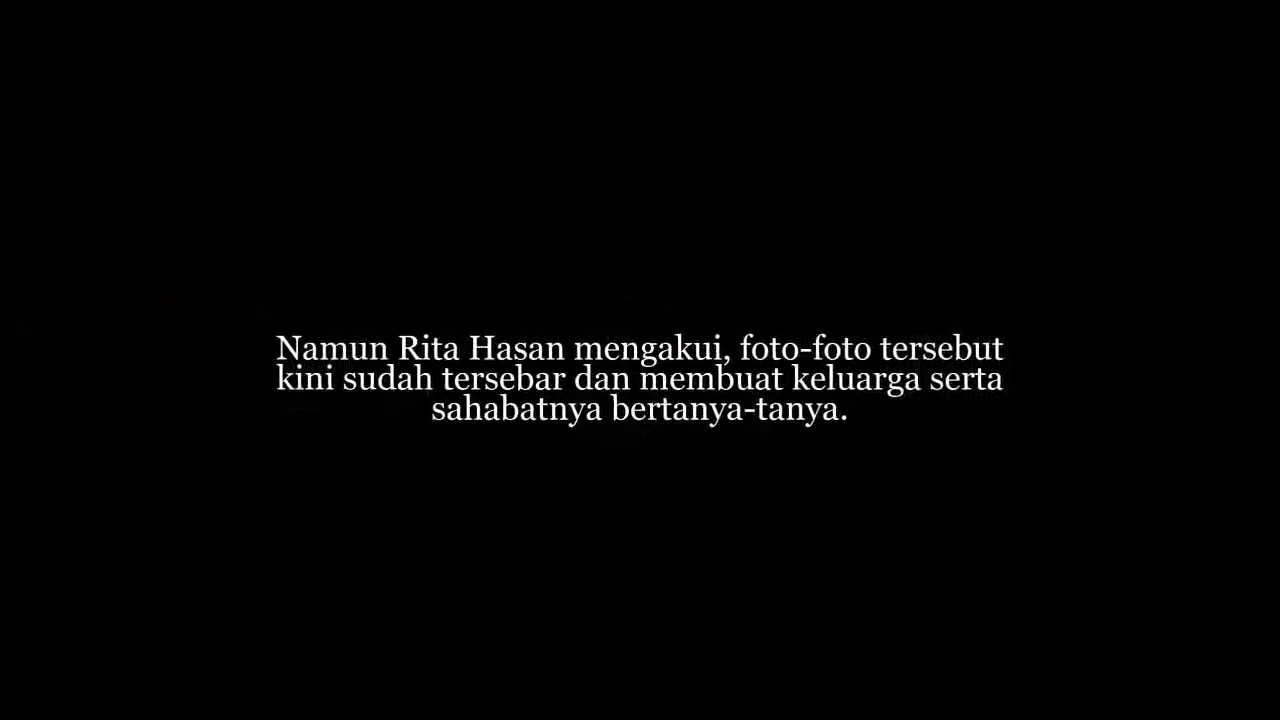 Namun Rita Hasan mengakui, foto-foto tersebut
kini sudah tersebar dan membuat keluarga serta
sahabatnya bertanya-tanya.